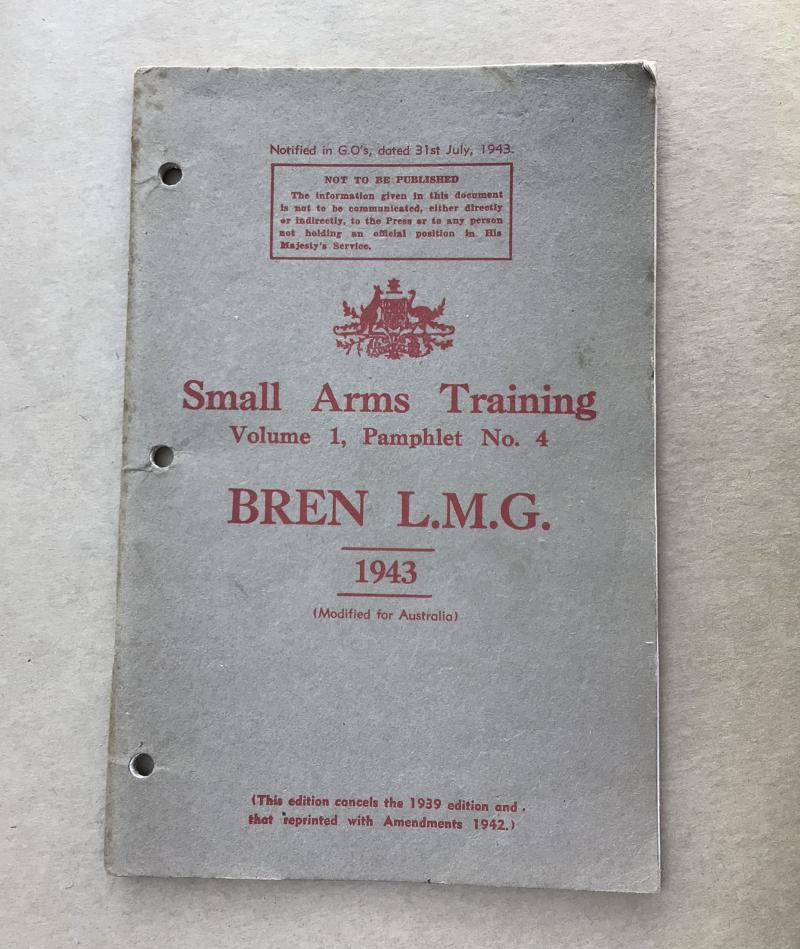 Notified in G.O's, dated 31st July, 1943.
NOT TO BE PUBLISHED
The information given in this document
is not to be communicated, either directly
or indirectly, to the Press or to any person
not holding an official position in His
Majesty's Service.
Small Arms Training
Volume 1, Pamphlet No. 4
BREN L.M.G.
1943
(Modified for Australia)
(This edition cancels the 1939 edition and
that reprinted with Amendments 1942.)